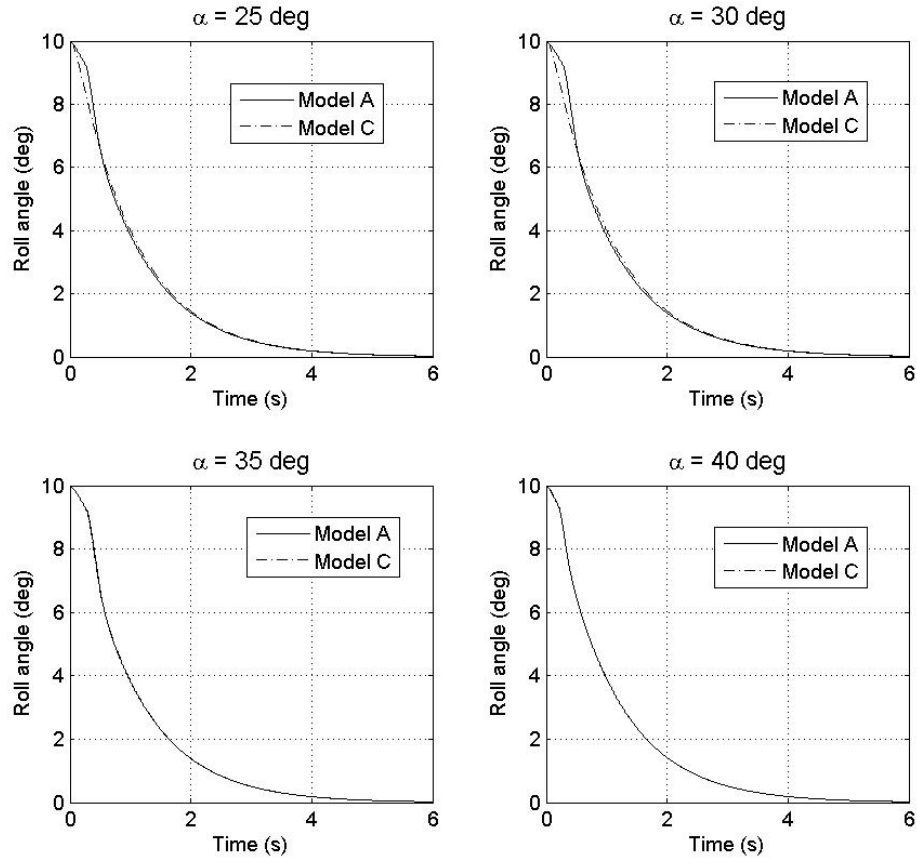 α = 25 deg
10
8
6
4
2
0
Roll angle (deg)
Model A
Model C
0 2 4 6
Time (s)
α = 30 deg
10
8
6
4
2
0
Roll angle (deg)
Model A
Model C
0 2 4 6
Time (s)
α = 35 deg
10
8
6
4
2
0
Roll angle (deg)
Model A
Model C
0 2 4 6
Time (s)
α = 40 deg
10
8
6
4
2
0
Roll angle (deg)
Model A
Model C
0 2 4 6
Time (s)